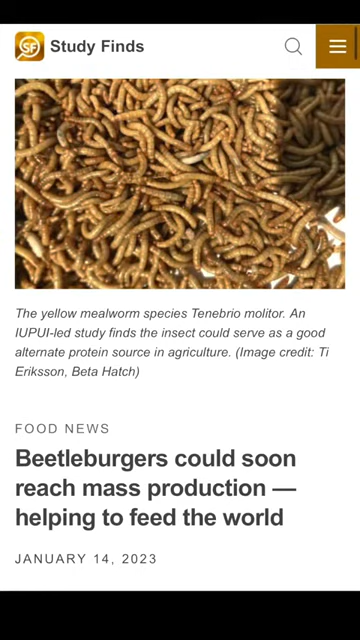 SF
Study Finds
The yellow mealworm species Tenebrio molitor. An
IUPUI-led study finds the insect could serve as a good
alternate protein source in agriculture. (Image credit: Ti
Eriksson, Beta Hatch)
FOOD NEWS
Beetleburgers could soon
reach mass production —
helping to feed the world
JANUARY 14, 2023